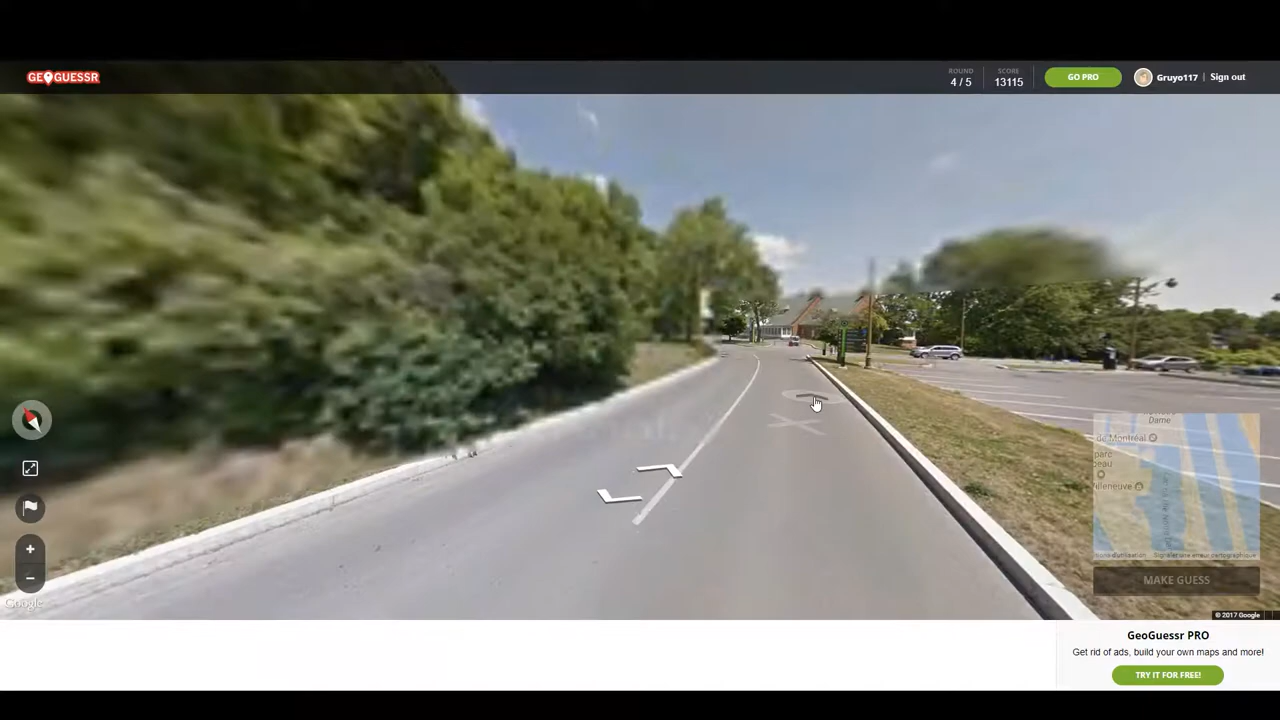 GEOGUESSR
ROUND
4 / 5
SCORE
13115
GO PRO
Gruyo117 | Sign out
Dame
de Montréal
parc
MAKE GUESS
Google
© 2017 Google
GeoGuessr PRO
Get rid of ads, build your own maps and more!
TRY IT FOR FREE!